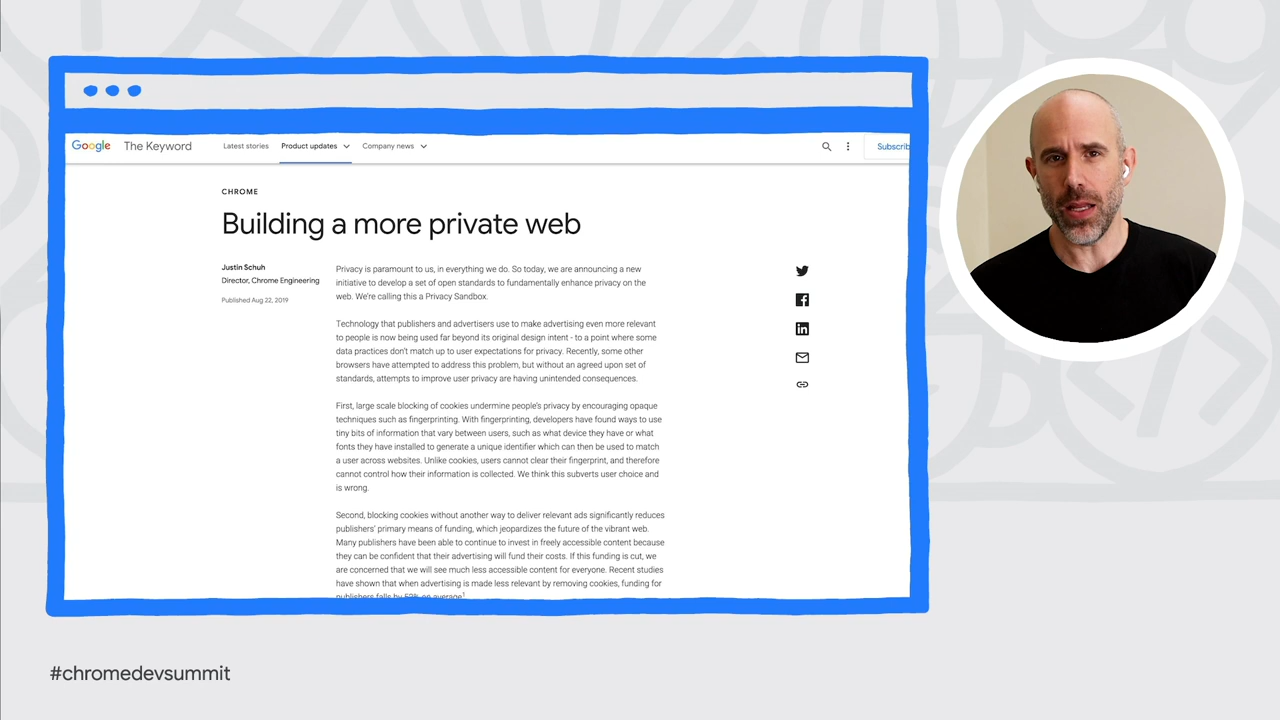 Google The Keyword Latest stories Product updates Company news Subscrib
CHROME
Building a more private web
Justin Schuh
Director, Chrome Engineering
Published Aug 22, 2019
Privacy is paramount to us, in everything we do. So today, we are announcing a new
initiative to develop a set of open standards to fundamentally enhance privacy on the
web. We're calling this a Privacy Sandbox.
Technology that publishers and advertisers use to make advertising even more relevant
to people is now being used far beyond its original design intent - to a point where some
data practices don't match up to user expectations for privacy. Recently, some other
browsers have attempted to address this problem, but without an agreed upon set of
standards, attempts to improve user privacy are having unintended consequences.
First, large scale blocking of cookies undermine people's privacy by encouraging opaque
techniques such as fingerprinting. With fingerprinting, developers have found ways to use
tiny bits of information that vary between users, such as what device they have or what
fonts they have installed to generate a unique identifier which can then be used to match
a user across websites. Unlike cookies, users cannot clear their fingerprint, and therefore
cannot control how their information is collected. We think this subverts user choice and
is wrong.
Second, blocking cookies without another way to deliver relevant ads significantly reduces
publishers' primary means of funding, which jeopardizes the future of the vibrant web.
Many publishers have been able to continue to invest in freely accessible content because
they can be confident that their advertising will fund their costs. If this funding is cut, we
are concerned that we will see much less accessible content for everyone. Recent studies
have shown that when advertising is made less relevant by removing cookies, funding for
publishers falls by 52% on average1
#chromedevsummit